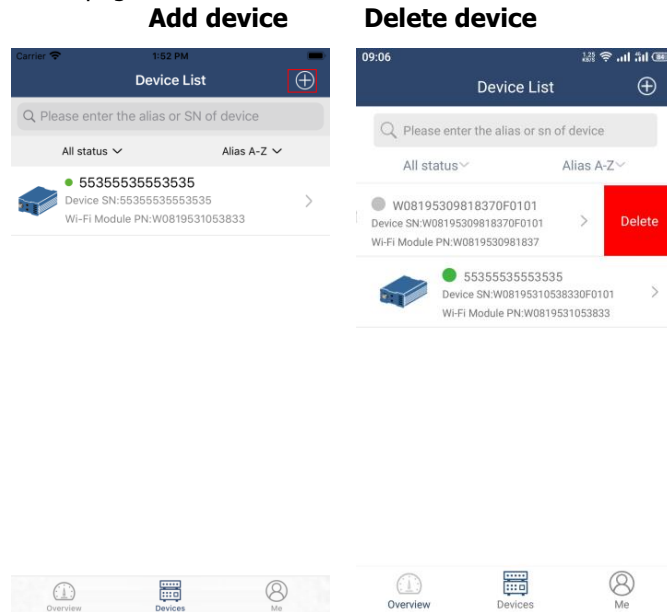 Add device
Delete device
Carrier 1:52 PM
Device List
Please enter the alias or SN of device
All status Alias A-Z
55355535553535
Device SN:55355535553535
Wi-Fi Module PN:W0819531053833
Overview Devices Me
09:06
Device List
Please enter the alias or sn of device
All status Alias A-Z
W08195309818370F0101
Device SN:W08195309818370F0101
Wi-Fi Module PN:W0819530981837
Delete
55355535553535
Device SN:W08195310538330F0101
Wi-Fi Module PN:W0819531053833
Overview Devices Me